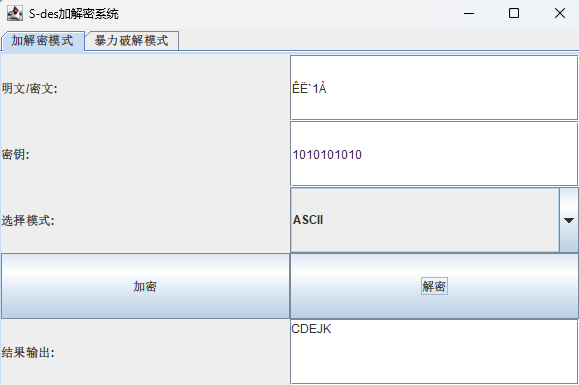 S-des加解密系统
加解密模式 暴力破解模式
明文/密文: ÊË`1À
密钥: 1010101010
选择模式: ASCII
加密 解密
结果输出: CDEJK